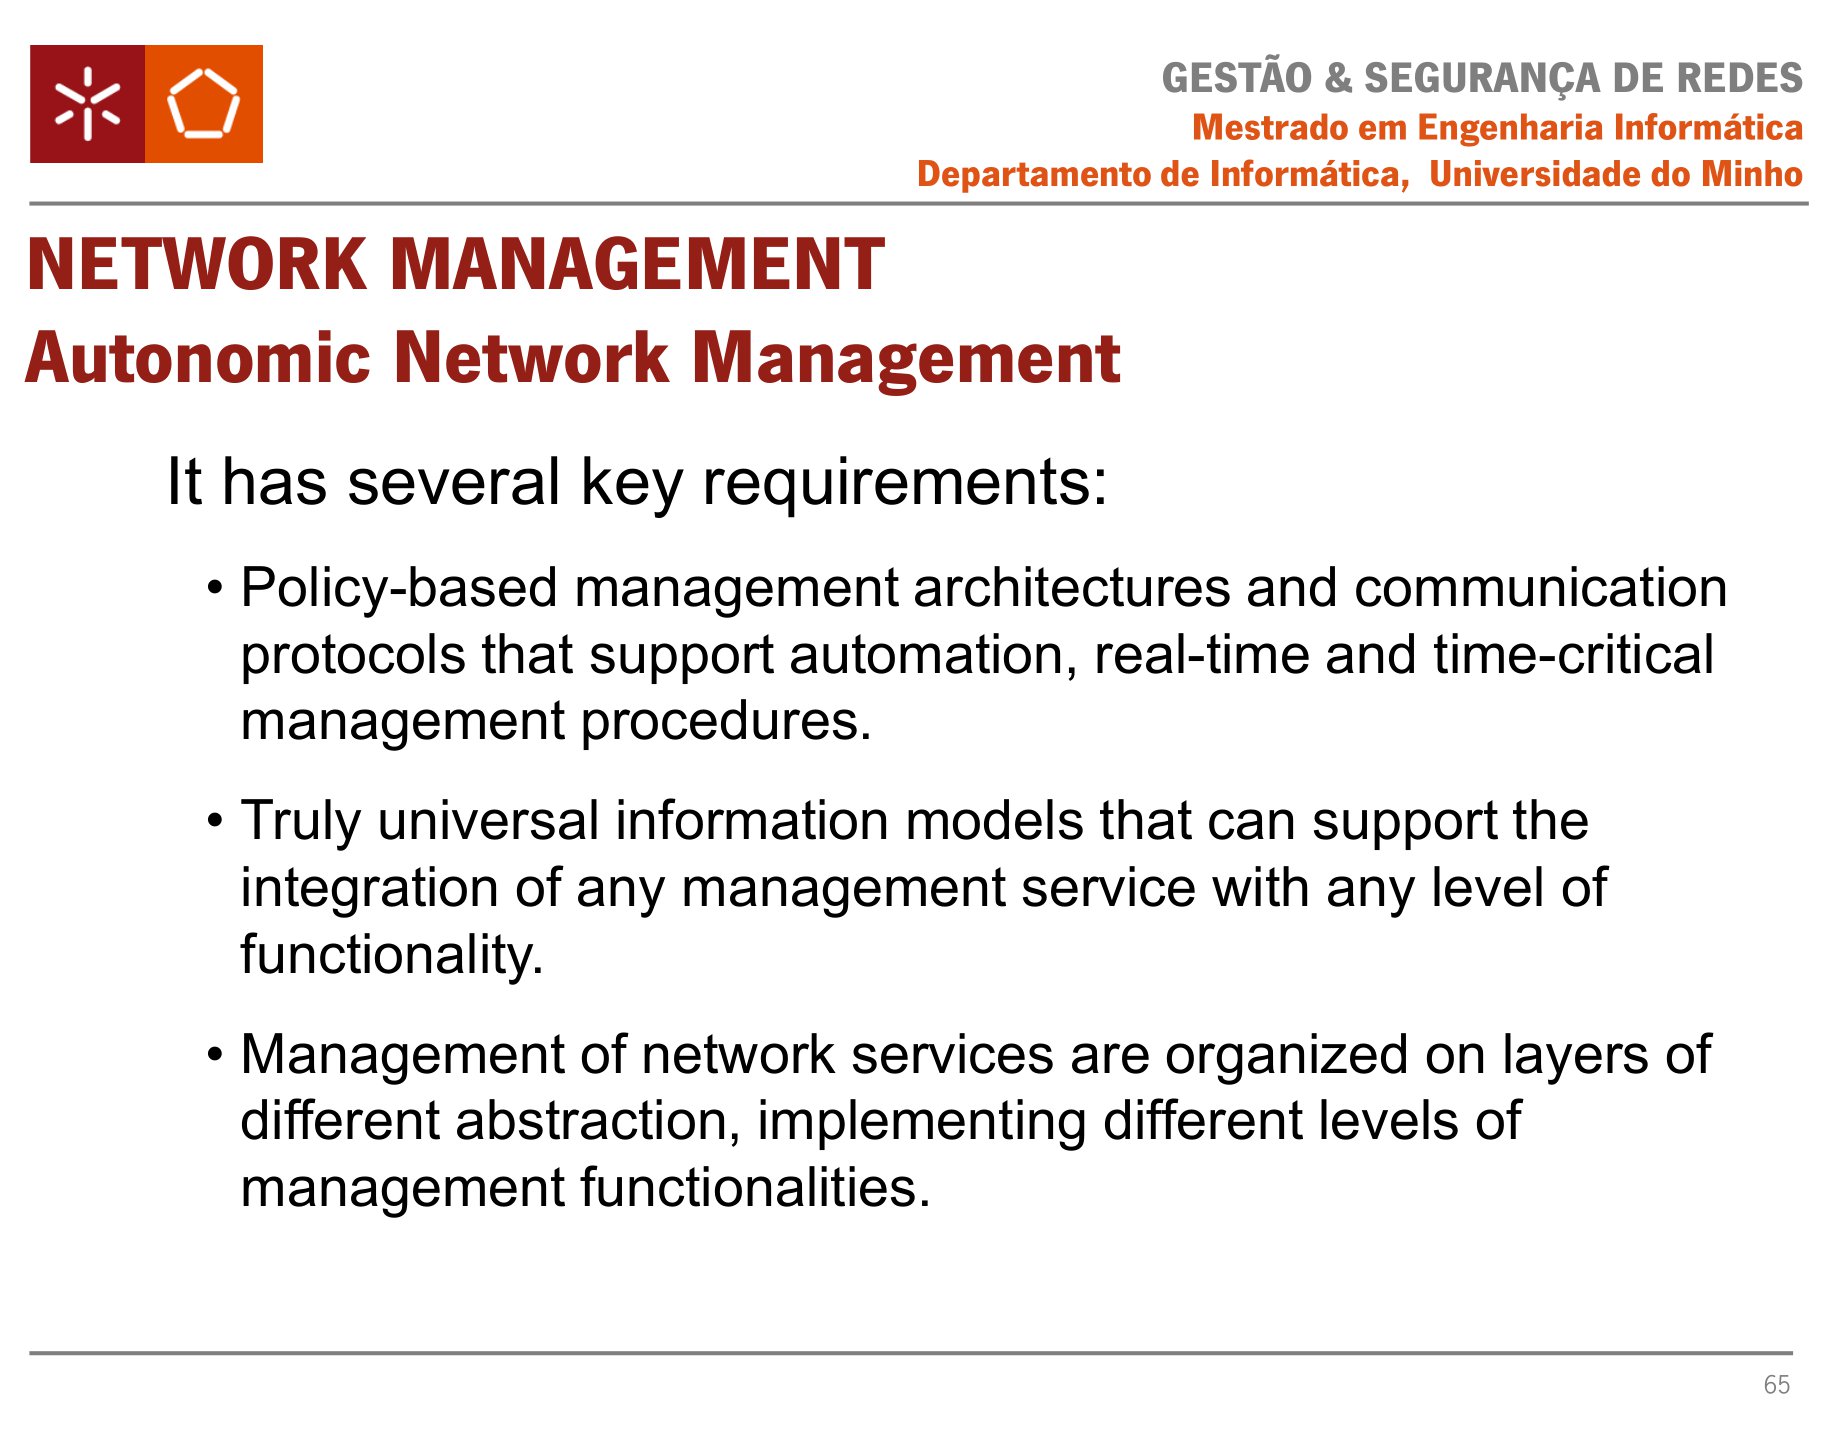 GESTÃO & SEGURANÇA DE REDES
Mestrado em Engenharia Informática
Departamento de Informática, Universidade do Minho
NETWORK MANAGEMENT
Autonomic Network Management
It has several key requirements:
• Policy-based management architectures and communication
protocols that support automation, real-time and time-critical
management procedures.
• Truly universal information models that can support the
integration of any management service with any level of
functionality.
• Management of network services are organized on layers of
different abstraction, implementing different levels of
management functionalities.
65